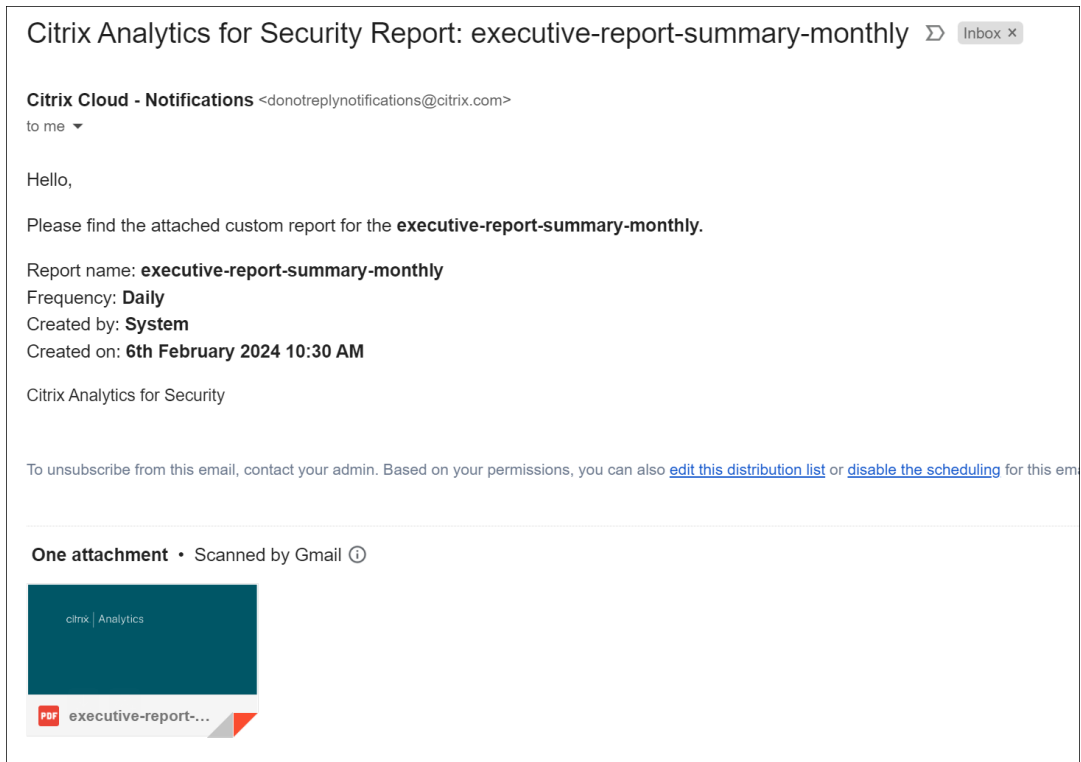 Citrix Analytics for Security Report: executive-report-summary-monthly Inbox ×
Citrix Cloud - Notifications <donotreplynotifications@citrix.com>
to me
Hello,
Please find the attached custom report for the executive-report-summary-monthly.
Report name: executive-report-summary-monthly
Frequency: Daily
Created by: System
Created on: 6th February 2024 10:30 AM
Citrix Analytics for Security
To unsubscribe from this email, contact your admin. Based on your permissions, you can also edit this distribution list or disable the scheduling for this ema
One attachment • Scanned by Gmail
citrix | Analytics
PDF executive-report-...